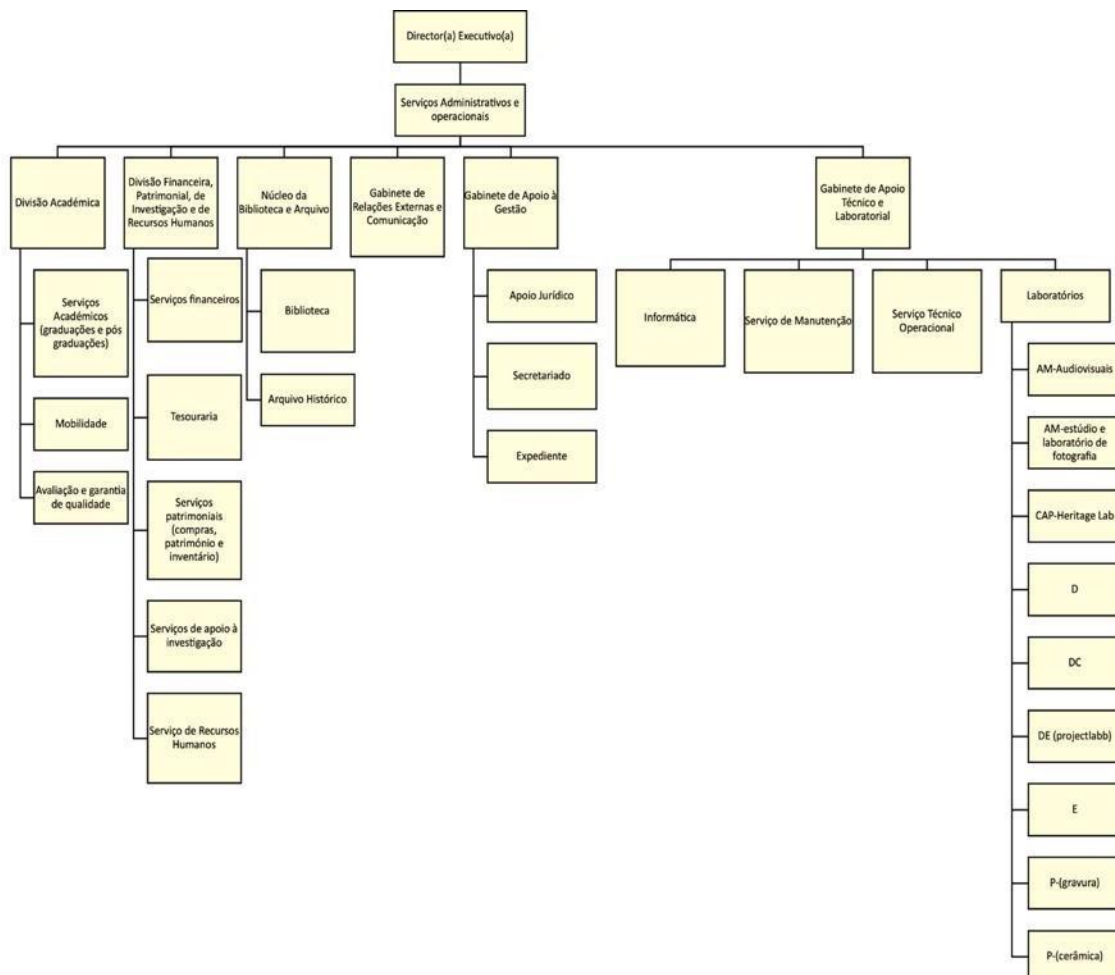 Director(a) Executivo(a)
Serviços Administrativos e
operacionais
Divisão Académica
Divisão Financeira,
Patrimonial, de
Investigação e de
Recursos Humanos
Núcleo da
Biblioteca e Arquivo
Gabinete de
Relações Externas e
Comunicação
Gabinete de Apoio à
Gestão
Gabinete de Apoio
Técnico e
Laboratorial
Serviços
Académicos
(graduações e pós
graduações)
Mobilidade
Avaliação e garantia
de qualidade
Serviços financeiros
Tesouraria
Serviços
patrimoniais
(compras,
património e
inventário)
Serviços de apoio à
investigação
Serviço de Recursos
Humanos
Biblioteca
Arquivo Histórico
Apoio Jurídico
Secretariado
Expediente
Informática
Serviço de Manutenção
Serviço Técnico
Operacional
Laboratórios
AM-Audiovisuais
AM-estúdio e
laboratório de
fotografia
CAP-Heritage Lab
D
DC
DE (projectlabb)
E
P-(gravura)
P-(cerâmica)